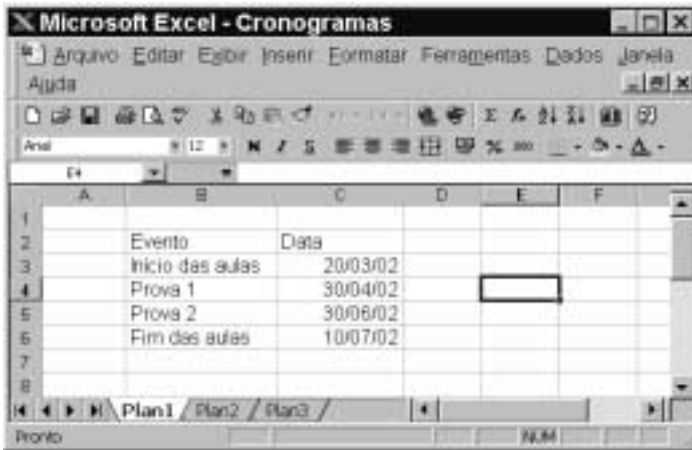 Microsoft Excel - Cronogramas
Arquivo Editar Exibir Inserir Formatar Ferramentas Dados Janela
Ajuda
Arial 12 N I S % 000
E4 =
A B C D E F
1
2 Evento Data
3 Início das aulas 20/03/02
4 Prova 1 30/04/02
5 Prova 2 30/06/02
6 Fim das aulas 10/07/02
7
8
Plan1 Plan2 Plan3
Pronto NUM